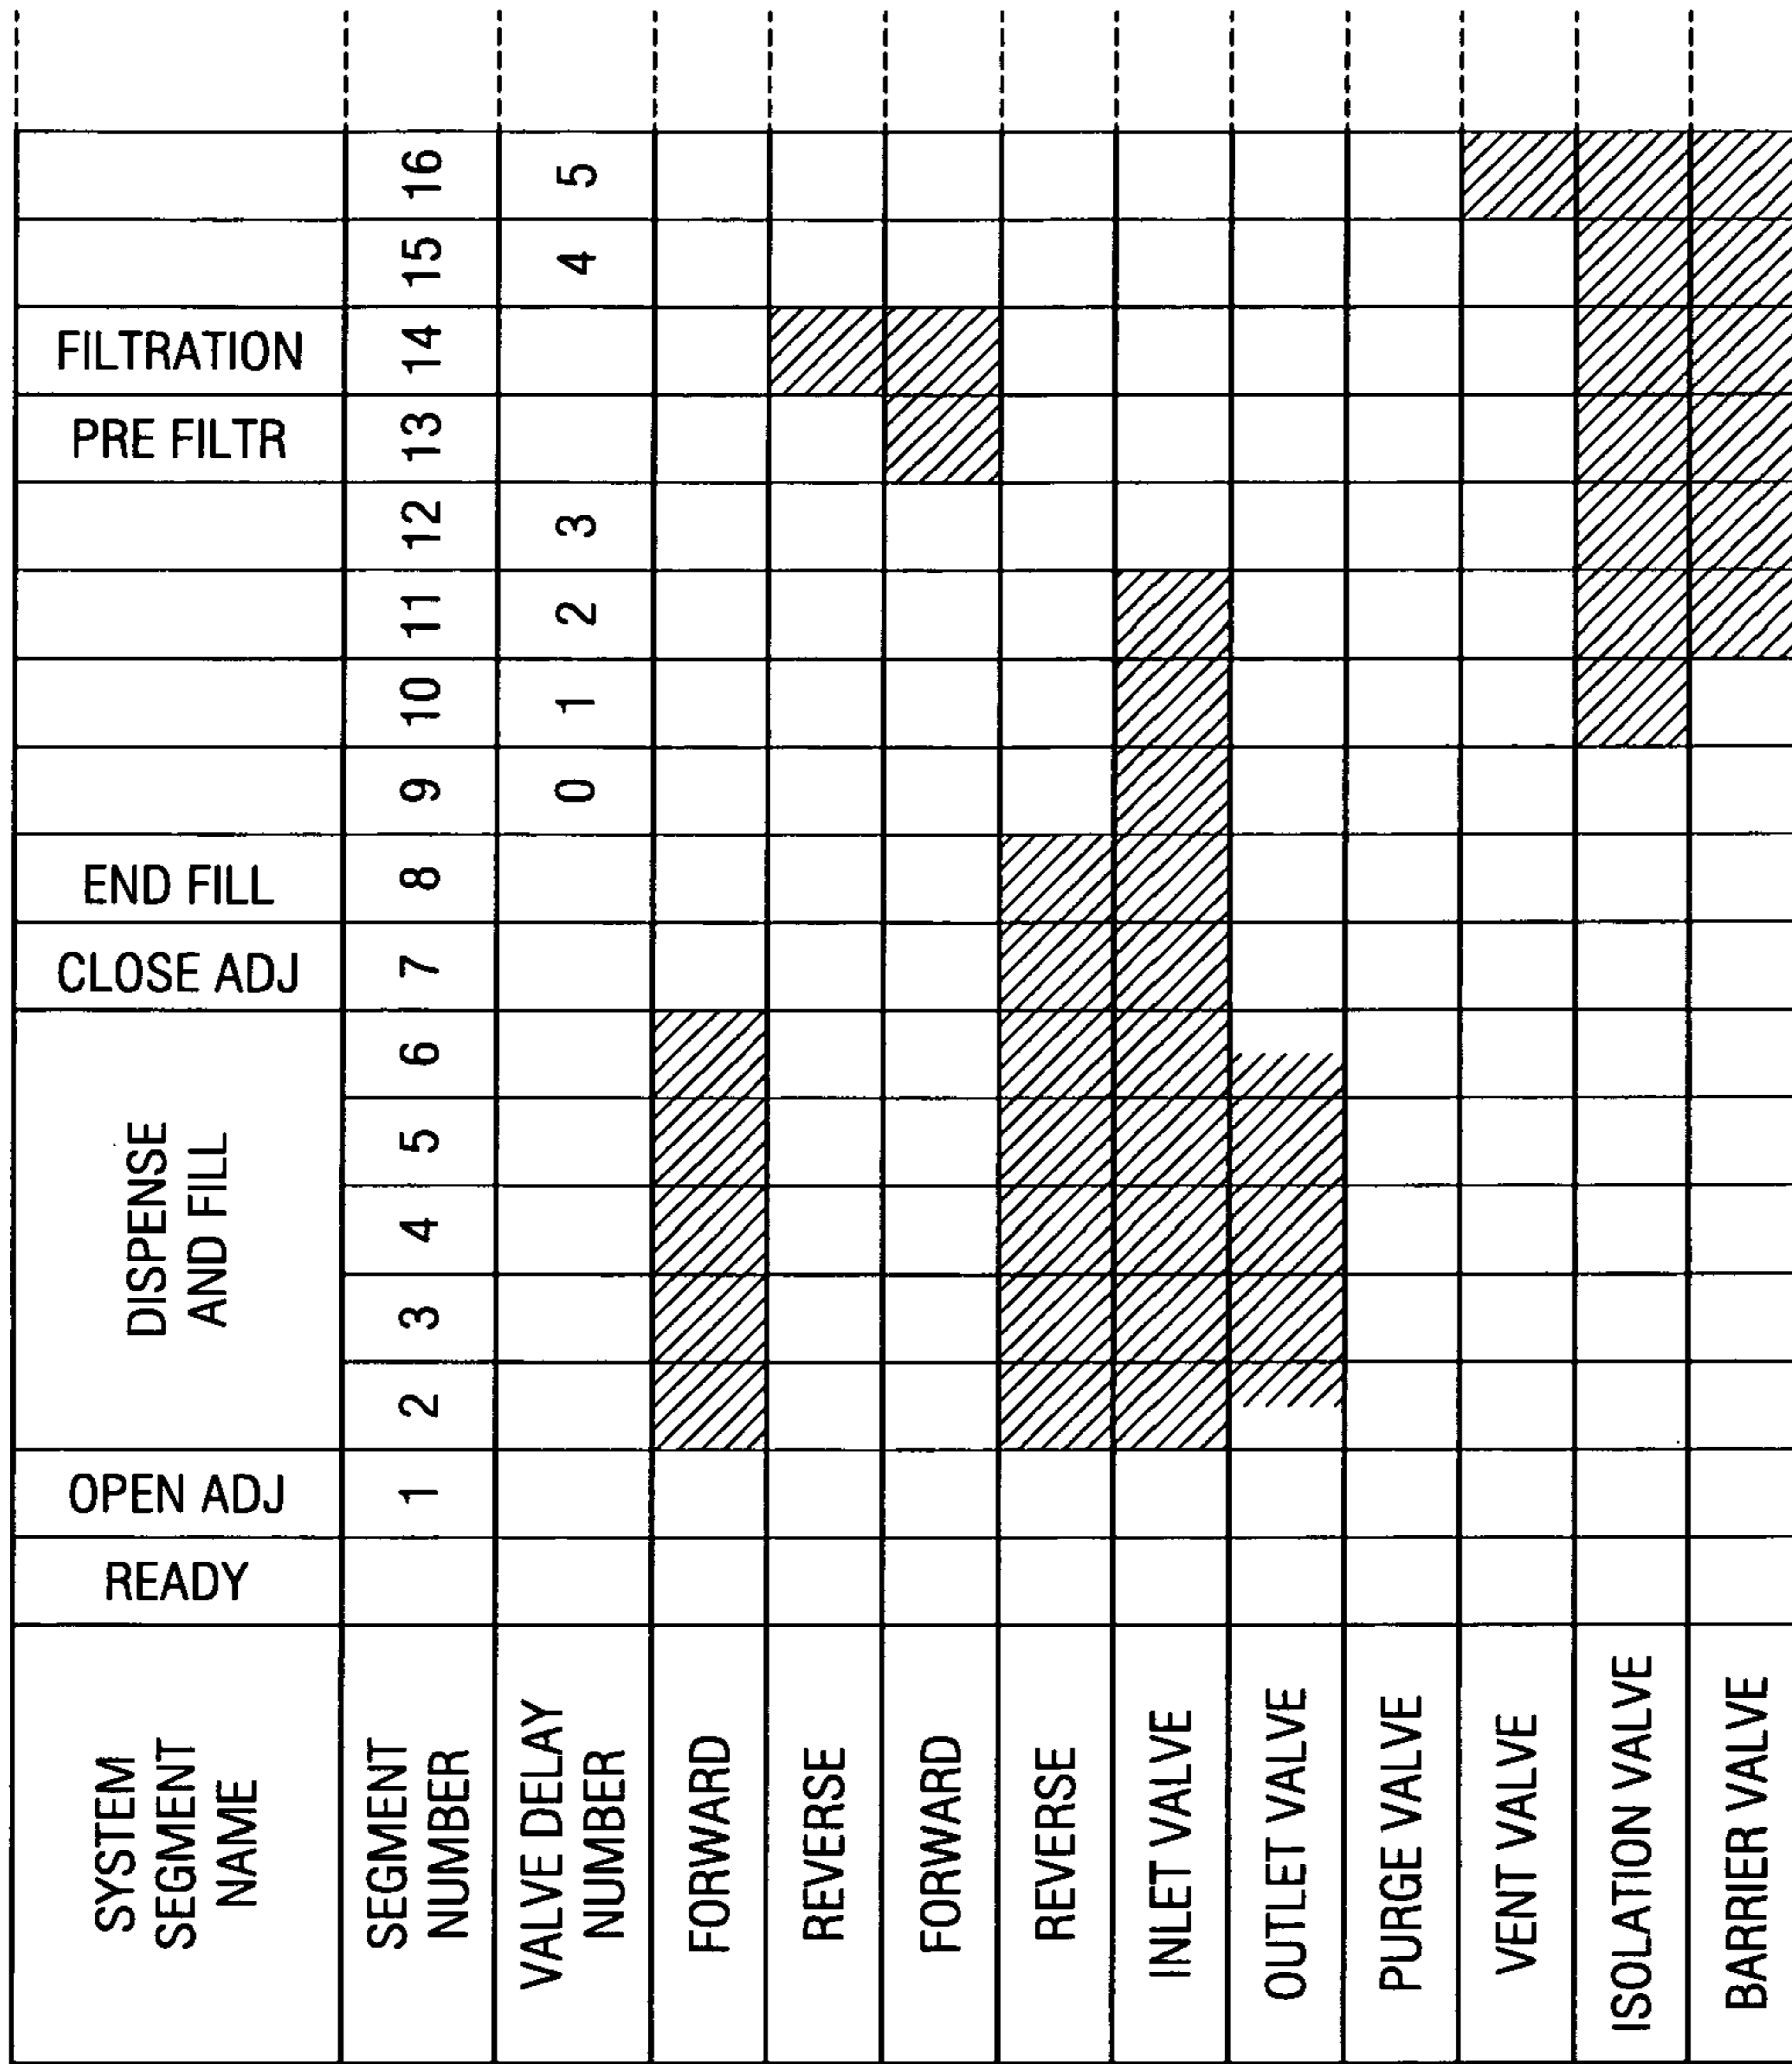 SYSTEM
SEGMENT
NAME
READY
OPEN ADJ
DISPENSE
AND FILL
CLOSE ADJ
END FILL
PRE FILTR
FILTRATION
SEGMENT
NUMBER
1 2 3 4 5 6 7 8 9 10 11 12 13 14 15 16
VALVE DELAY
NUMBER
0 1 2 3 4 5
FORWARD
REVERSE
FORWARD
REVERSE
INLET VALVE
OUTLET VALVE
PURGE VALVE
VENT VALVE
ISOLATION VALVE
BARRIER VALVE